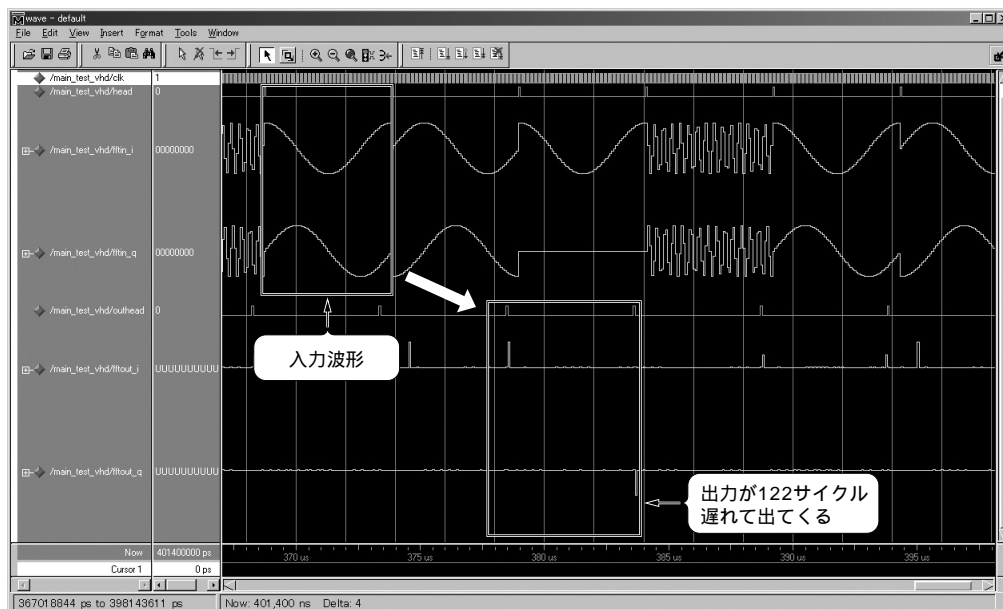 wave - default
File Edit View Insert Format Tools Window
/main_test_vhd/clk 1
/main_test_vhd/head 0
/main_test_vhd/fftin_i 00000000
/main_test_vhd/fftin_q 00000000
/main_test_vhd/outhead 0
入力波形
/main_test_vhd/fftout_i UUUUUUUUUU
/main_test_vhd/fftout_q UUUUUUUUUU
出力が122サイクル
遅れて出てくる
Now 401400000 ps 370 us 375 us 380 us 385 us 390 us 395 us
Cursor 1 0 ps
367018844 ps to 398143611 ps Now: 401,400 ns Delta: 4